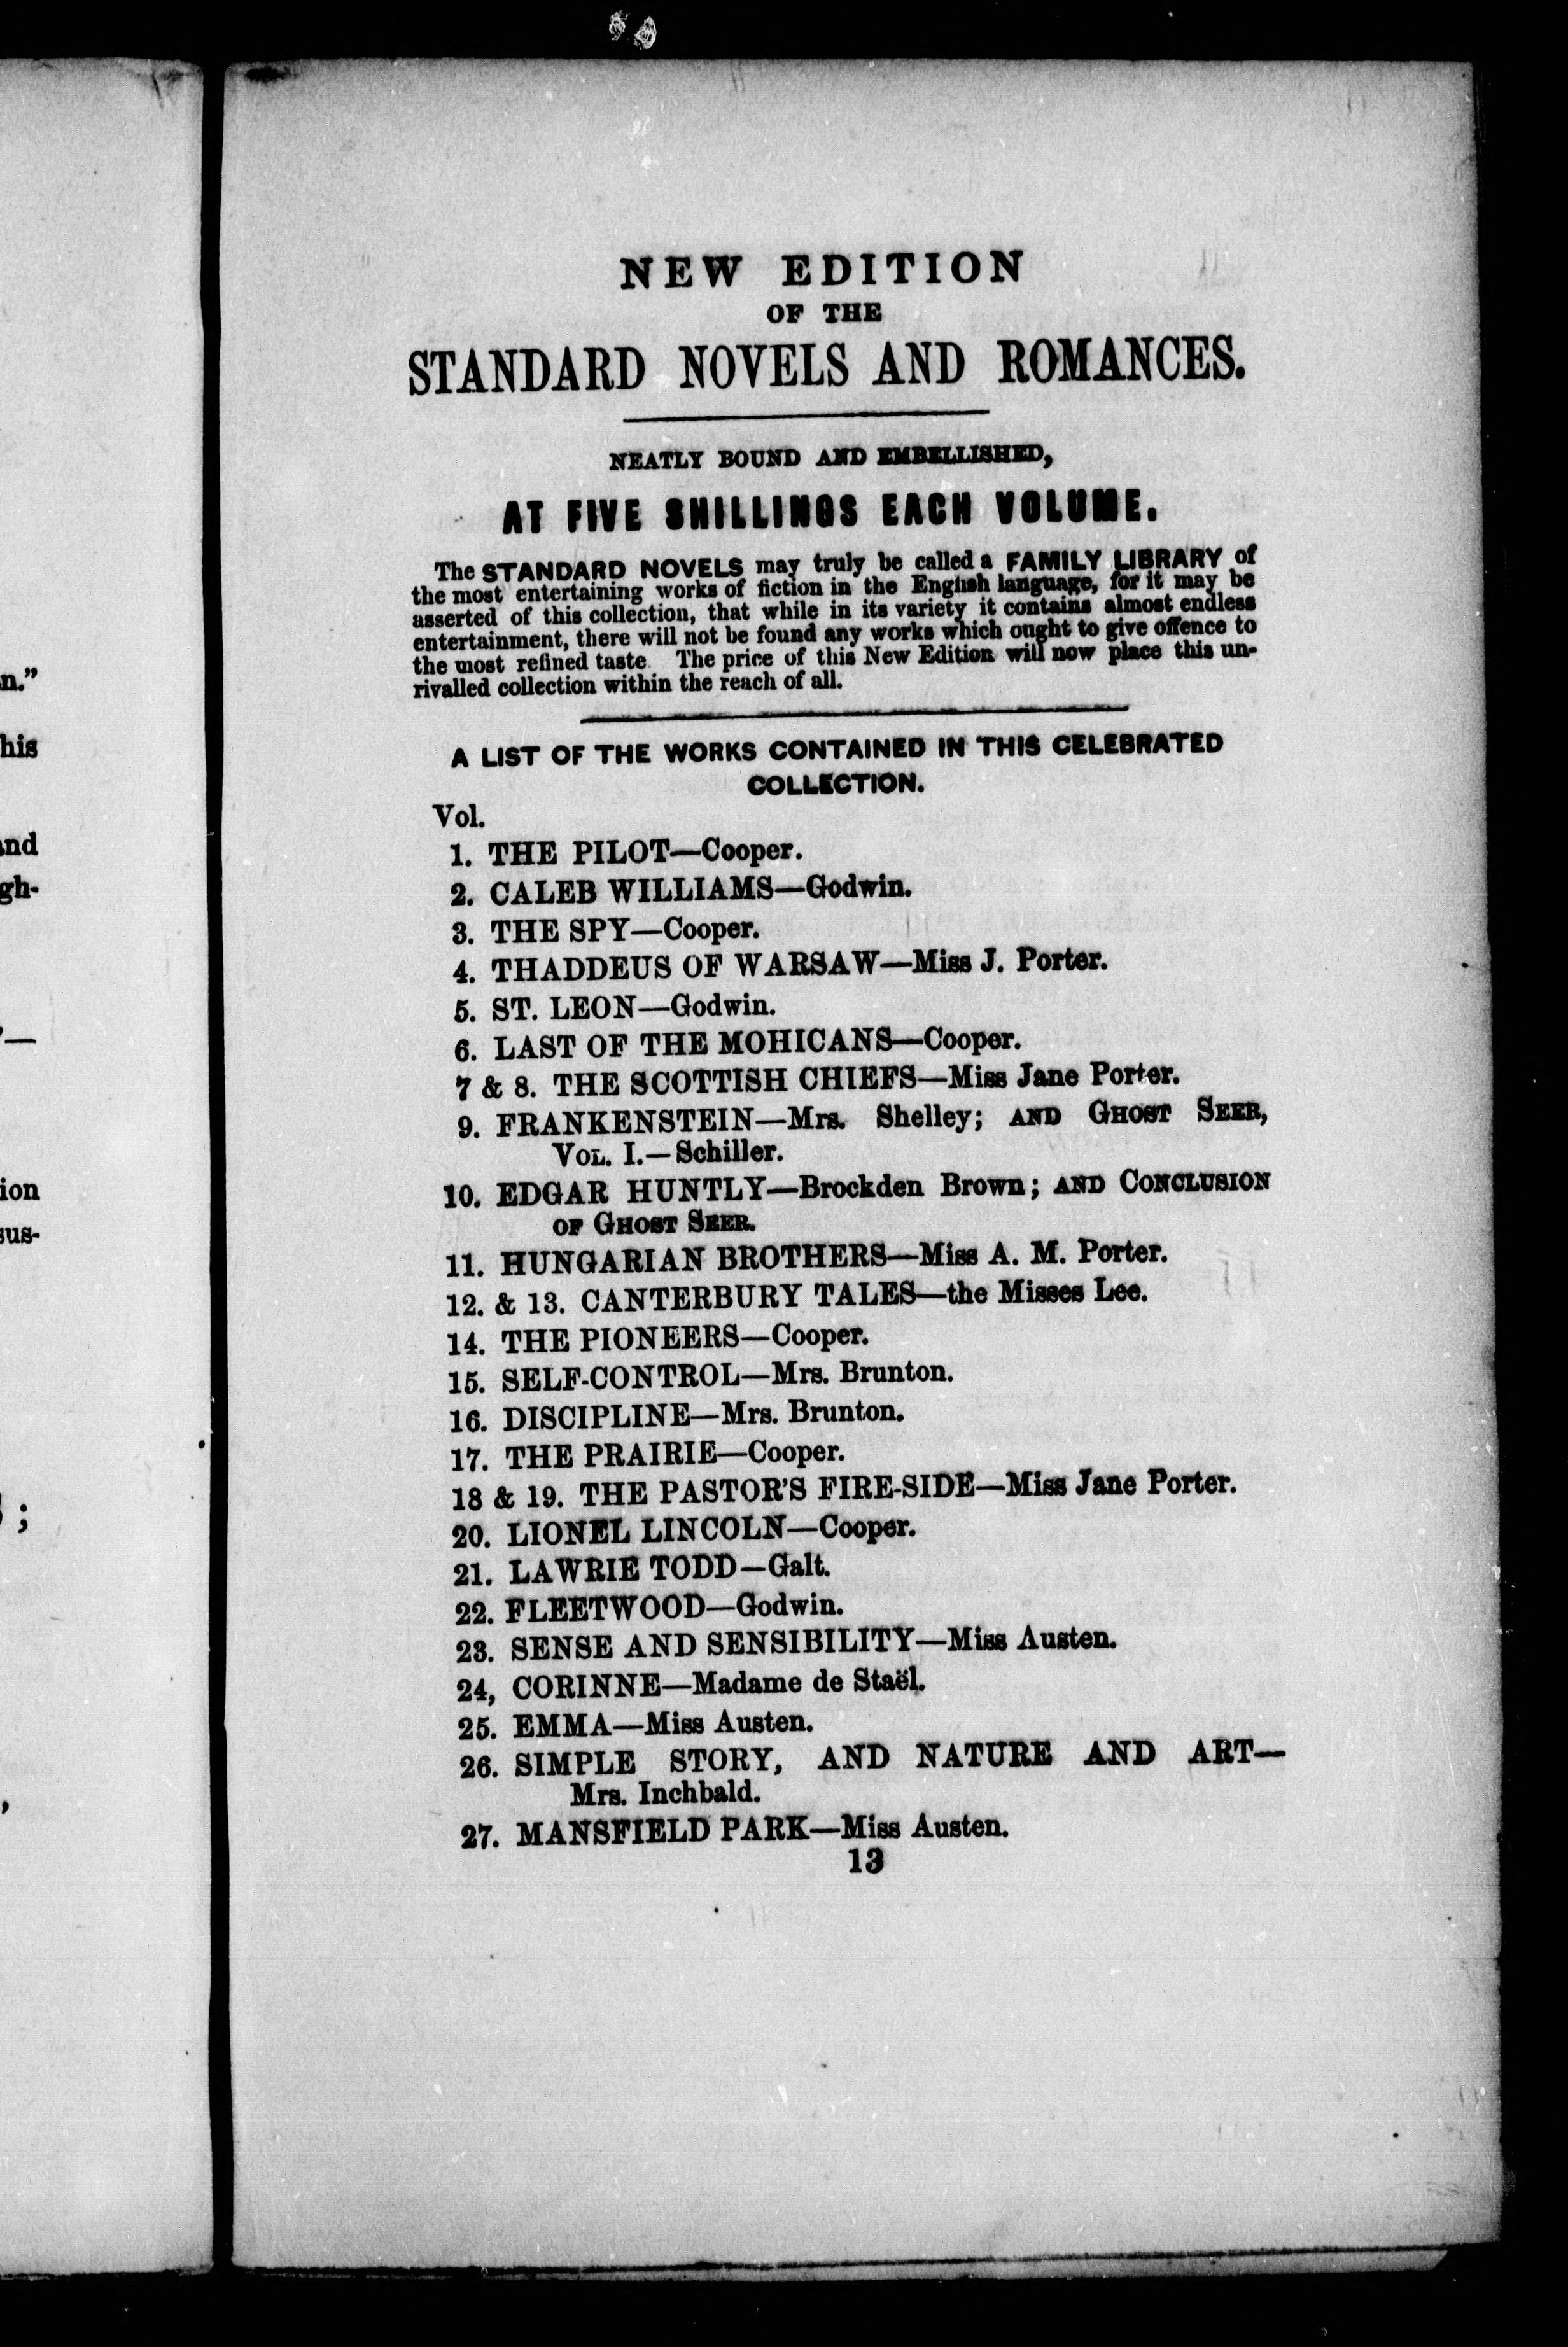 n.”
his
and
gh-
’—
ion
sus-
;
,
NEW EDITION
OF THE
STANDARD NOVELS AND ROMANCES.
NEATLY BOUND AND EMBELLISHED,
AT FIVE SHILLINGS EACH VOLUME.
The STANDARD NOVELS may truly be called a FAMILY LIBRARY of
the most entertaining works of fiction in the English language, for it may be
asserted of this collection, that while in its variety it contains almost endless
entertainment, there will not be found any works which ought to give offence to
the most refined taste The price of this New Edition will now place this un-
rivalled collection within the reach of all.
A LIST OF THE WORKS CONTAINED IN THIS CELEBRATED
COLLECTION.
Vol.
1. THE PILOT—Cooper.
2. CALEB WILLIAMS—Godwin.
3. THE SPY—Cooper.
4. THADDEUS OF WARSAW—Miss J. Porter.
5. ST. LEON—Godwin.
6. LAST OF THE MOHICANS—Cooper.
7 & 8. THE SCOTTISH CHIEFS—Miss Jane Porter.
9. FRANKENSTEIN—Mrs. Shelley; AND GHOST SEER,
VOL. I.—Schiller.
10. EDGAR HUNTLY—Brockden Brown; AND CONCLUSION
OF GHOST SEER.
11. HUNGARIAN BROTHERS—Miss A. M. Porter.
12. & 13. CANTERBURY TALES—the Misses Lee.
14. THE PIONEERS—Cooper.
15. SELF-CONTROL—Mrs. Brunton.
16. DISCIPLINE—Mrs. Brunton.
17. THE PRAIRIE—Cooper.
18 & 19. THE PASTOR'S FIRE-SIDE—Miss Jane Porter.
20. LIONEL LINCOLN—Cooper.
21. LAWRIE TODD—Galt.
22. FLEETWOOD—Godwin.
23. SENSE AND SENSIBILITY—Miss Austen.
24, CORINNE—Madame de Staël.
25. EMMA—Miss Austen.
26. SIMPLE STORY, AND NATURE AND ART—
Mrs. Inchbald.
27. MANSFIELD PARK—Miss Austen.
13